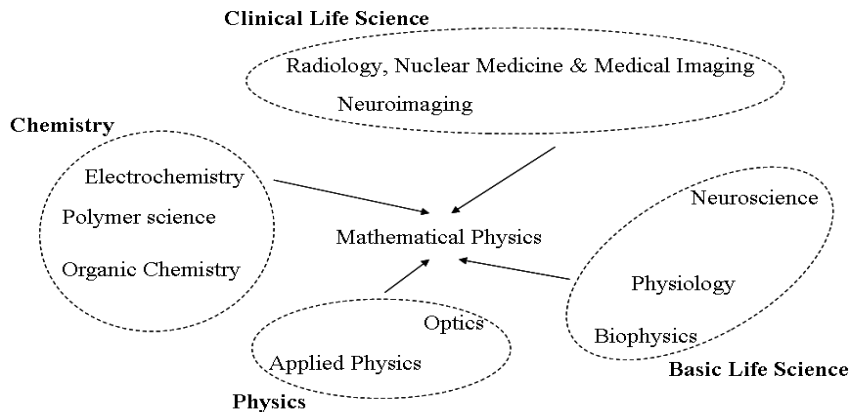 Clinical Life Science
Radiology, Nuclear Medicine & Medical Imaging
Neuroimaging
Chemistry
Electrochemistry
Polymer science
Organic Chemistry
Mathematical Physics
Neuroscience
Physiology
Biophysics
Basic Life Science
Optics
Applied Physics
Physics